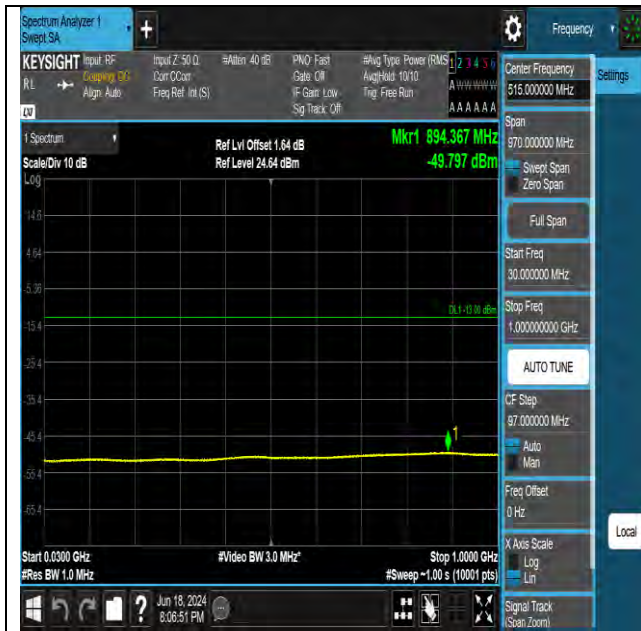 Spectrum Analyzer 1
Swept SA
+
Frequency
KEYSIGHT
RL
Input: RF
Coupling: DC
Align: Auto
Input Z: 50 Ω
Corr CCorr
Freq Ref: Int (S)
#Atten: 40 dB
PNO: Fast
Gate: Off
IF Gain: Low
Sig Track: Off
#Avg Type: Power (RMS
Avg|Hold: 10/10
Trig: Free Run
1 2 3 4 5 6
A W W W W W
A A A A A A
1 Spectrum
Scale/Div 10 dB
Log
Ref Lvl Offset 1.64 dB
Ref Level 24.64 dBm
Mkr1 894.367 MHz
-49.797 dBm
14.6
4.64
-5.36
-15.4
-25.4
-35.4
-45.4
-55.4
-65.4
DL1 -13.00 dBm
1
Start 0.0300 GHz
#Res BW 1.0 MHz
#Video BW 3.0 MHz*
Stop 1.0000 GHz
#Sweep ~1.00 s (10001 pts)
Jun 18, 2024
8:06:51 PM
?
Center Frequency
515.000000 MHz
Settings
Span
970.000000 MHz
Swept Span
Zero Span
Full Span
Start Freq
30.000000 MHz
Stop Freq
1.000000000 GHz
AUTO TUNE
CF Step
97.000000 MHz
Auto
Man
Freq Offset
0 Hz
X Axis Scale
Log
Lin
Local
Signal Track
(Span Zoom)